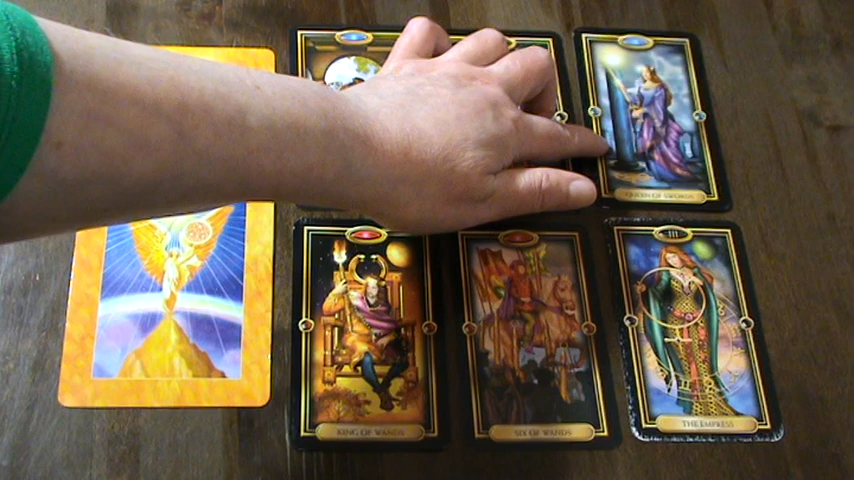 QUEEN OF SWORDS
III
KING OF WANDS
SIX OF WANDS
THE EMPRESS